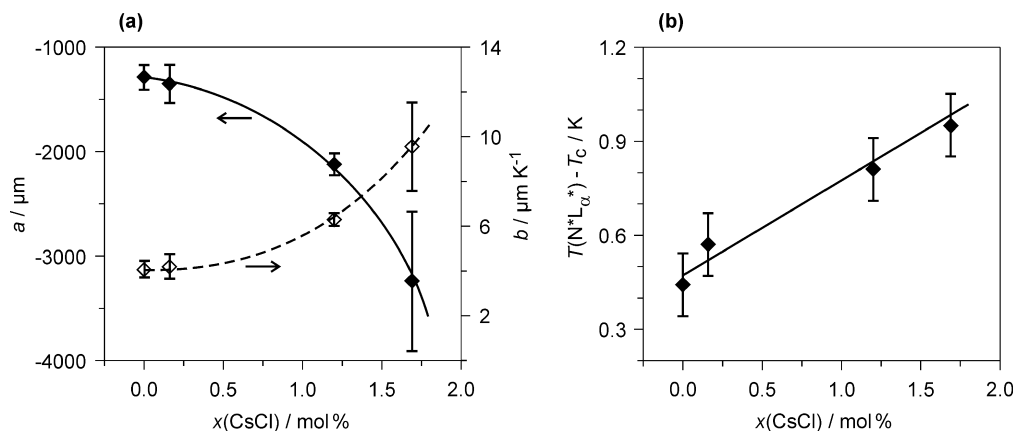 (a)
-1000
-2000
-3000
-4000
a / µm
14
10
6
2
b / µm K⁻¹
0.0 0.5 1.0 1.5 2.0
x(CsCl) / mol %
(b)
1.2
0.9
0.6
0.3
T(N*Lα*) - Tc / K
0.0 0.5 1.0 1.5 2.0
x(CsCl) / mol %